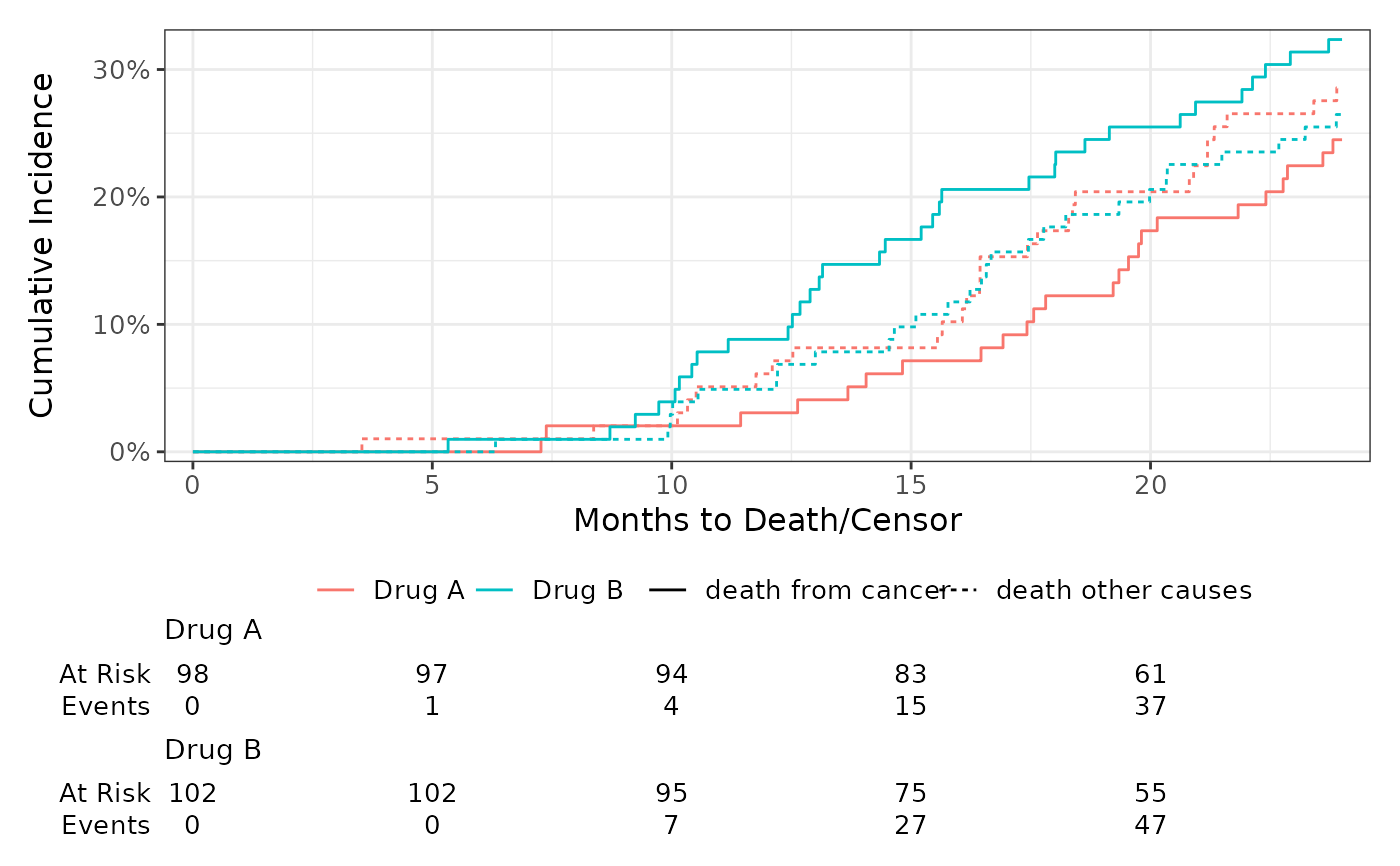 Cumulative Incidence
30%
20%
10%
0%
0 5 10 15 20
Months to Death/Censor
Drug A Drug B death from cancer death other causes
Drug A
At Risk 98 97 94 83 61
Events 0 1 4 15 37
Drug B
At Risk 102 102 95 75 55
Events 0 0 7 27 47